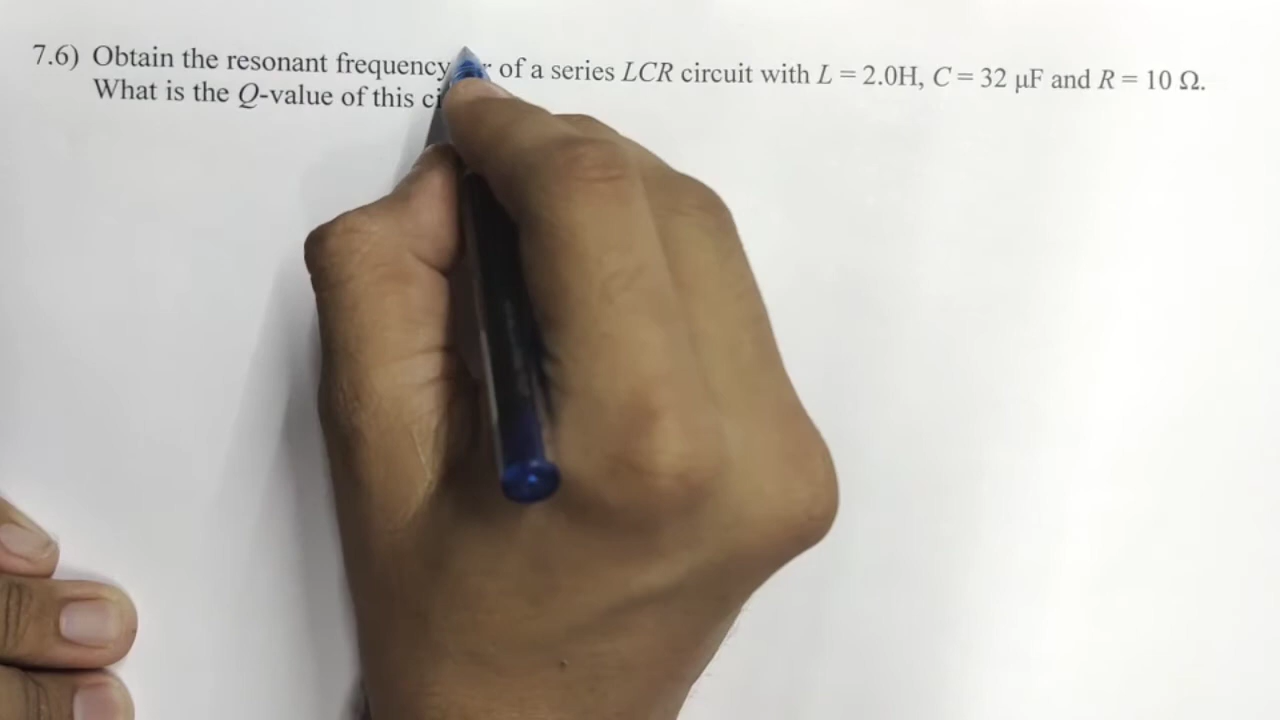 7.6) Obtain the resonant frequency of a series LCR circuit with L = 2.0H, C = 32 μF and R = 10 Ω.
What is the Q-value of this